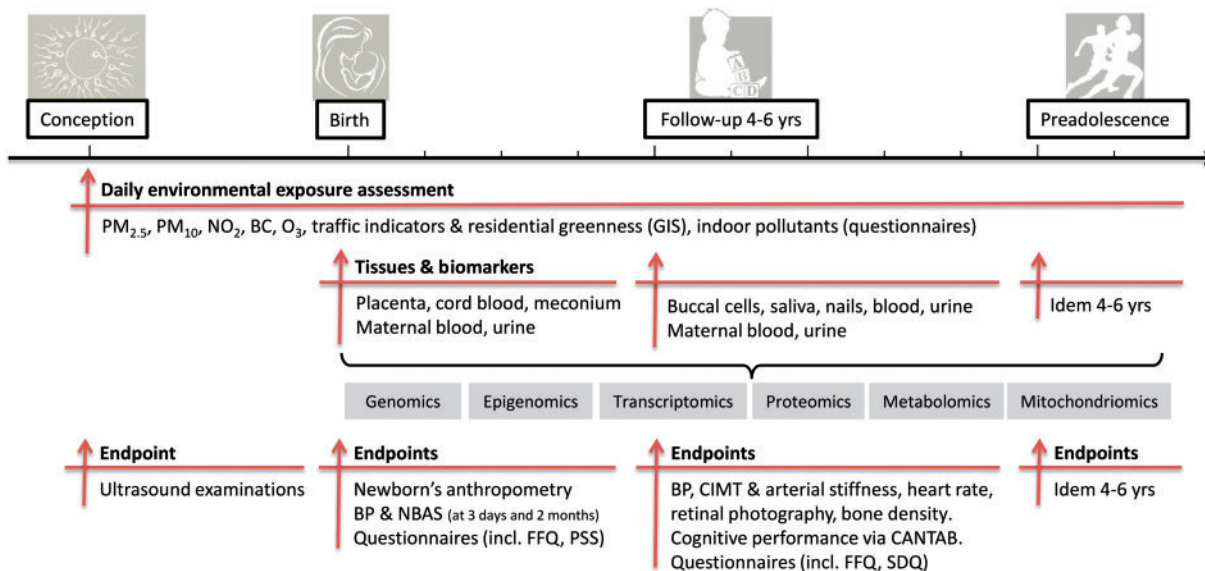 A
B
C D
Conception
Birth
Follow-up 4-6 yrs
Preadolescence
Daily environmental exposure assessment
PM2.5, PM10, NO2, BC, O3, traffic indicators & residential greenness (GIS), indoor pollutants (questionnaires)
Tissues & biomarkers
Placenta, cord blood, meconium
Maternal blood, urine
Buccal cells, saliva, nails, blood, urine
Maternal blood, urine
Idem 4-6 yrs
Genomics
Epigenomics
Transcriptomics
Proteomics
Metabolomics
Mitochondriomics
Endpoint
Ultrasound examinations
Endpoints
Newborn's anthropometry
BP & NBAS (at 3 days and 2 months)
Questionnaires (incl. FFQ, PSS)
Endpoints
BP, CIMT & arterial stiffness, heart rate,
retinal photography, bone density.
Cognitive performance via CANTAB.
Questionnaires (incl. FFQ, SDQ)
Endpoints
Idem 4-6 yrs